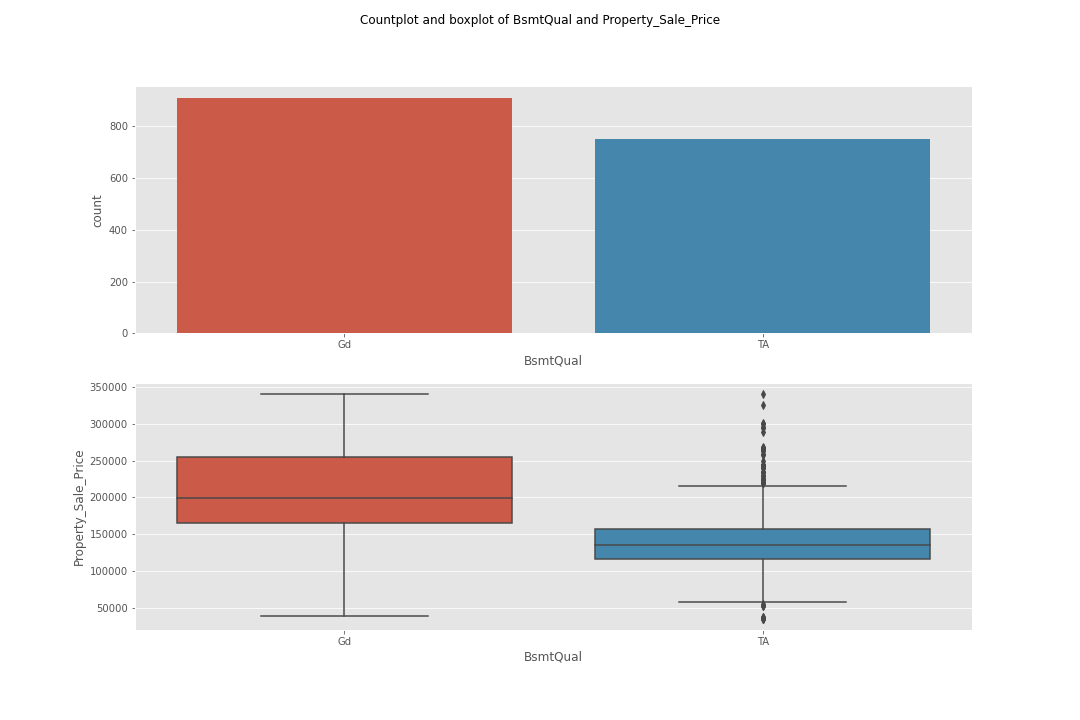 Countplot and boxplot of BsmtQual and Property_Sale_Price
800
600
400
200
0
count
Gd
TA
BsmtQual
350000
300000
250000
200000
150000
100000
50000
Property_Sale_Price
Gd
TA
BsmtQual